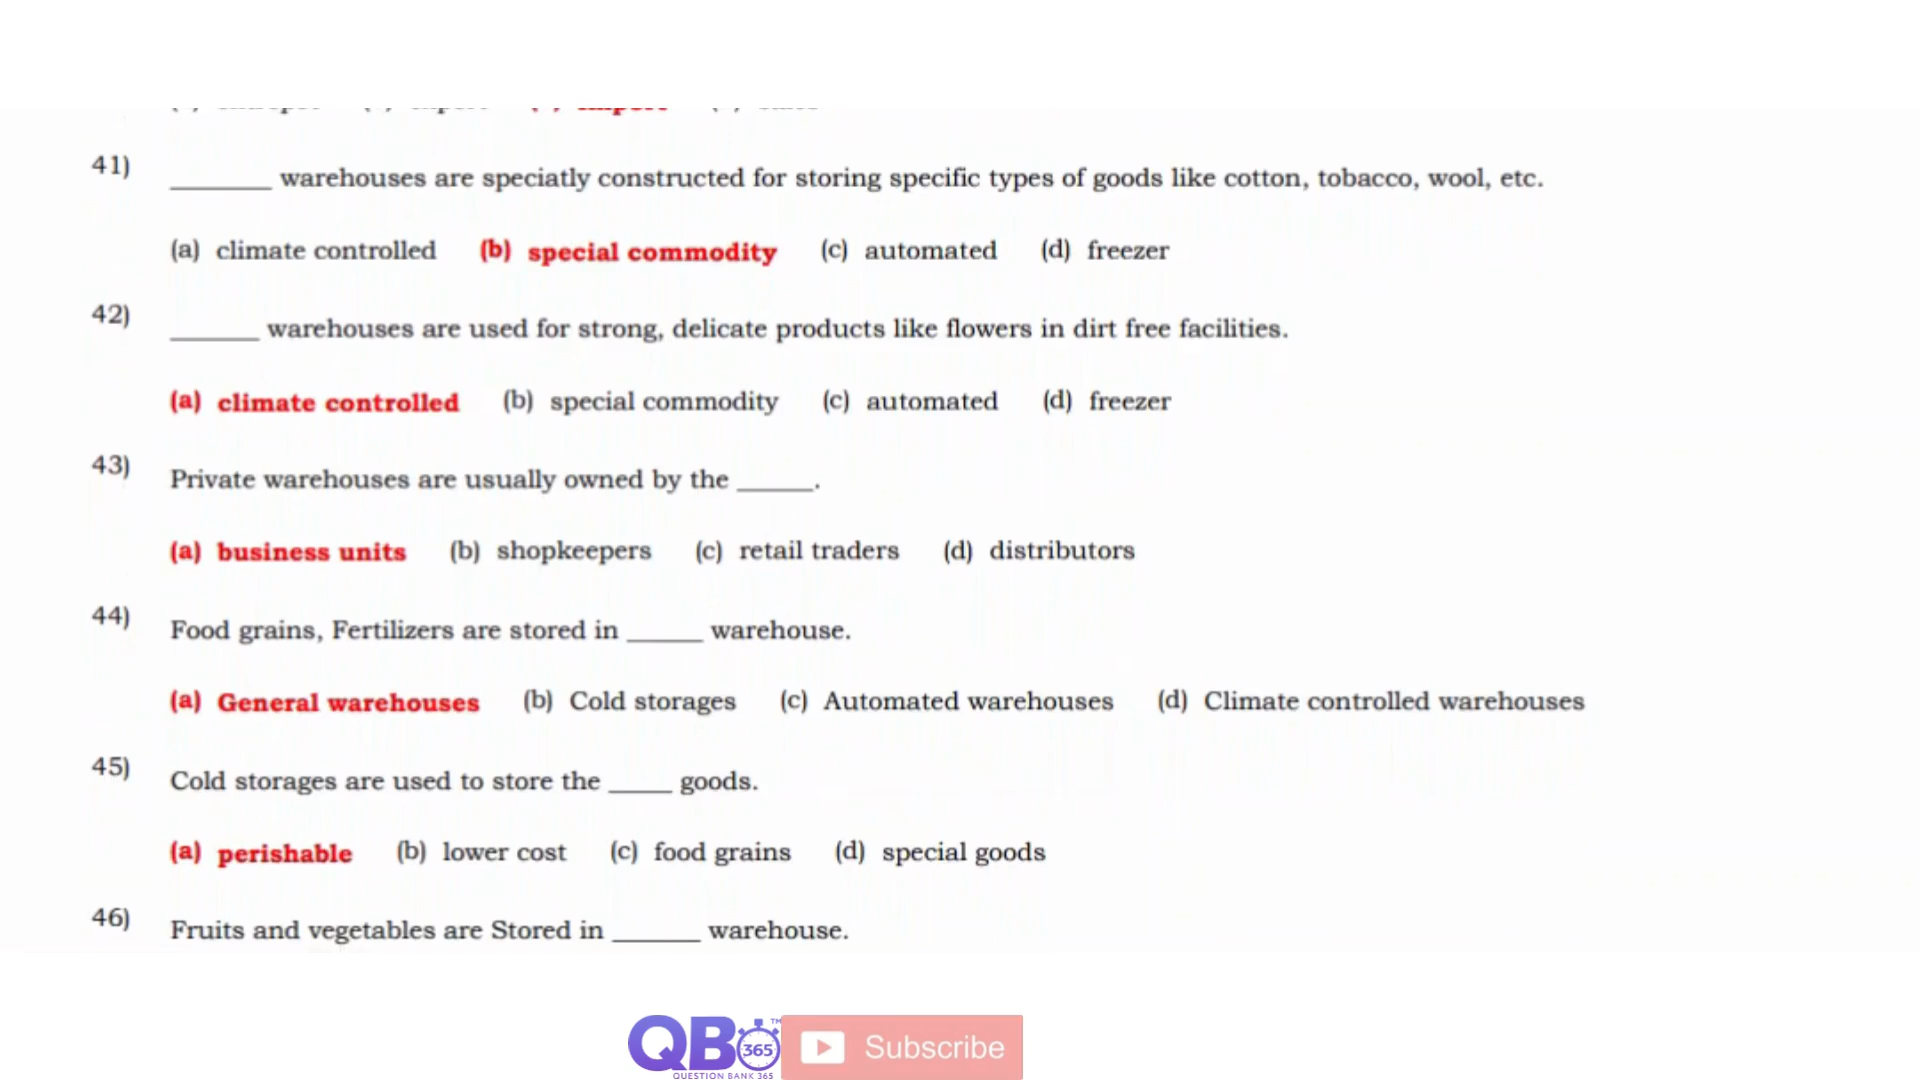 41) ________ warehouses are speciatly constructed for storing specific types of goods like cotton, tobacco, wool, etc.
(a) climate controlled (b) special commodity (c) automated (d) freezer
42) _______ warehouses are used for strong, delicate products like flowers in dirt free facilities.
(a) climate controlled (b) special commodity (c) automated (d) freezer
43) Private warehouses are usually owned by the ______.
(a) business units (b) shopkeepers (c) retail traders (d) distributors
44) Food grains, Fertilizers are stored in ______ warehouse.
(a) General warehouses (b) Cold storages (c) Automated warehouses (d) Climate controlled warehouses
45) Cold storages are used to store the _____ goods.
(a) perishable (b) lower cost (c) food grains (d) special goods
46) Fruits and vegetables are Stored in _______ warehouse.
QB 365 TM
QUESTION BANK 365
Subscribe